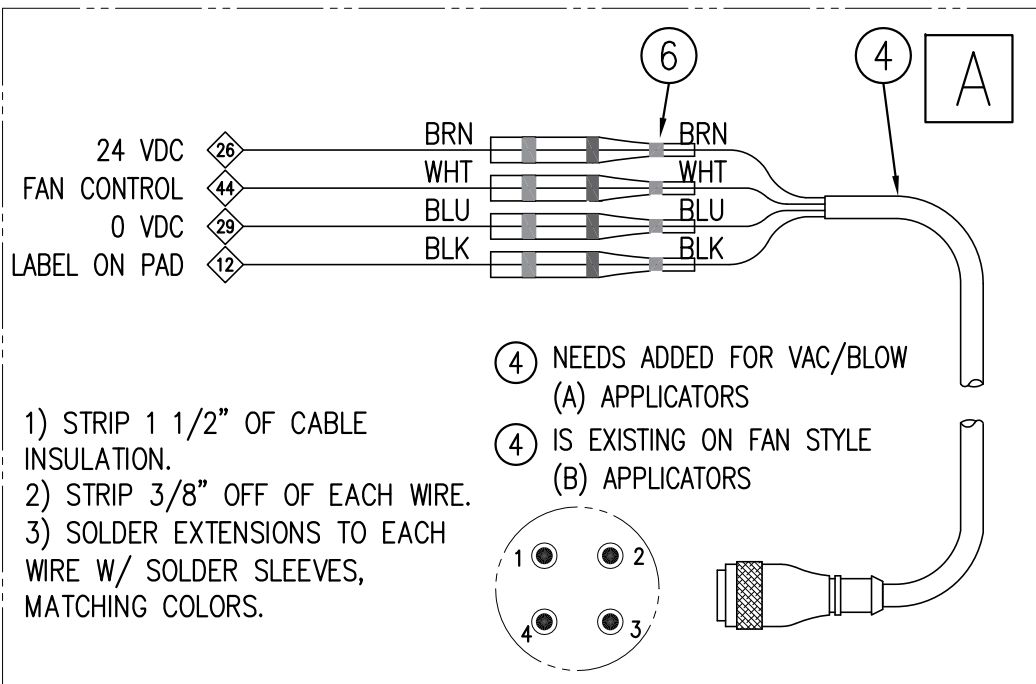 6
4
A
24 VDC 26 BRN BRN
FAN CONTROL 44 WHT WHT
0 VDC 29 BLU BLU
LABEL ON PAD 12 BLK BLK
4 NEEDS ADDED FOR VAC/BLOW
(A) APPLICATORS
4 IS EXISTING ON FAN STYLE
(B) APPLICATORS
1) STRIP 1 1/2” OF CABLE
INSULATION.
2) STRIP 3/8” OFF OF EACH WIRE.
3) SOLDER EXTENSIONS TO EACH
WIRE W/ SOLDER SLEEVES,
MATCHING COLORS.
1 2
4 3